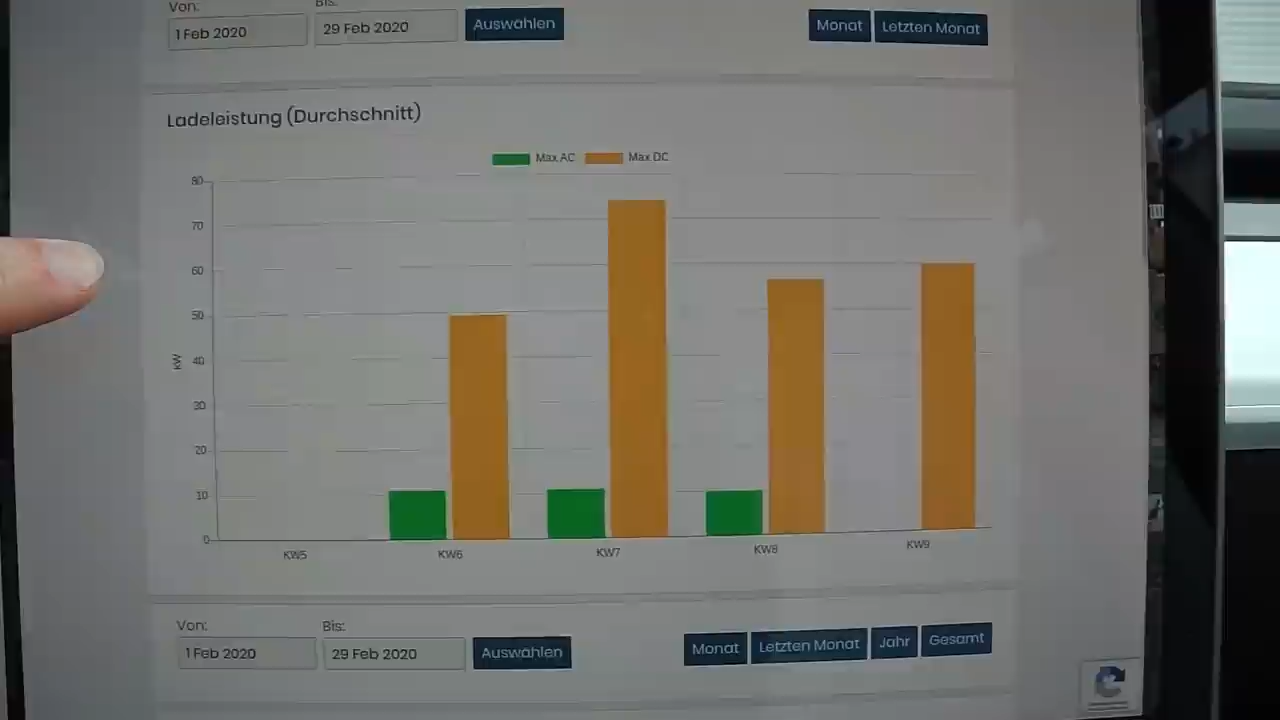 Von:
Bis:
1 Feb 2020
29 Feb 2020
Auswählen
Monat
Letzten Monat
Ladeleistung (Durchschnitt)
Max AC
Max DC
80
70
60
50
40
30
20
10
0
KW
KW5
KW6
KW7
KW8
KW9
Von:
Bis:
1 Feb 2020
29 Feb 2020
Auswählen
Monat
Letzten Monat
Jahr
Gesamt